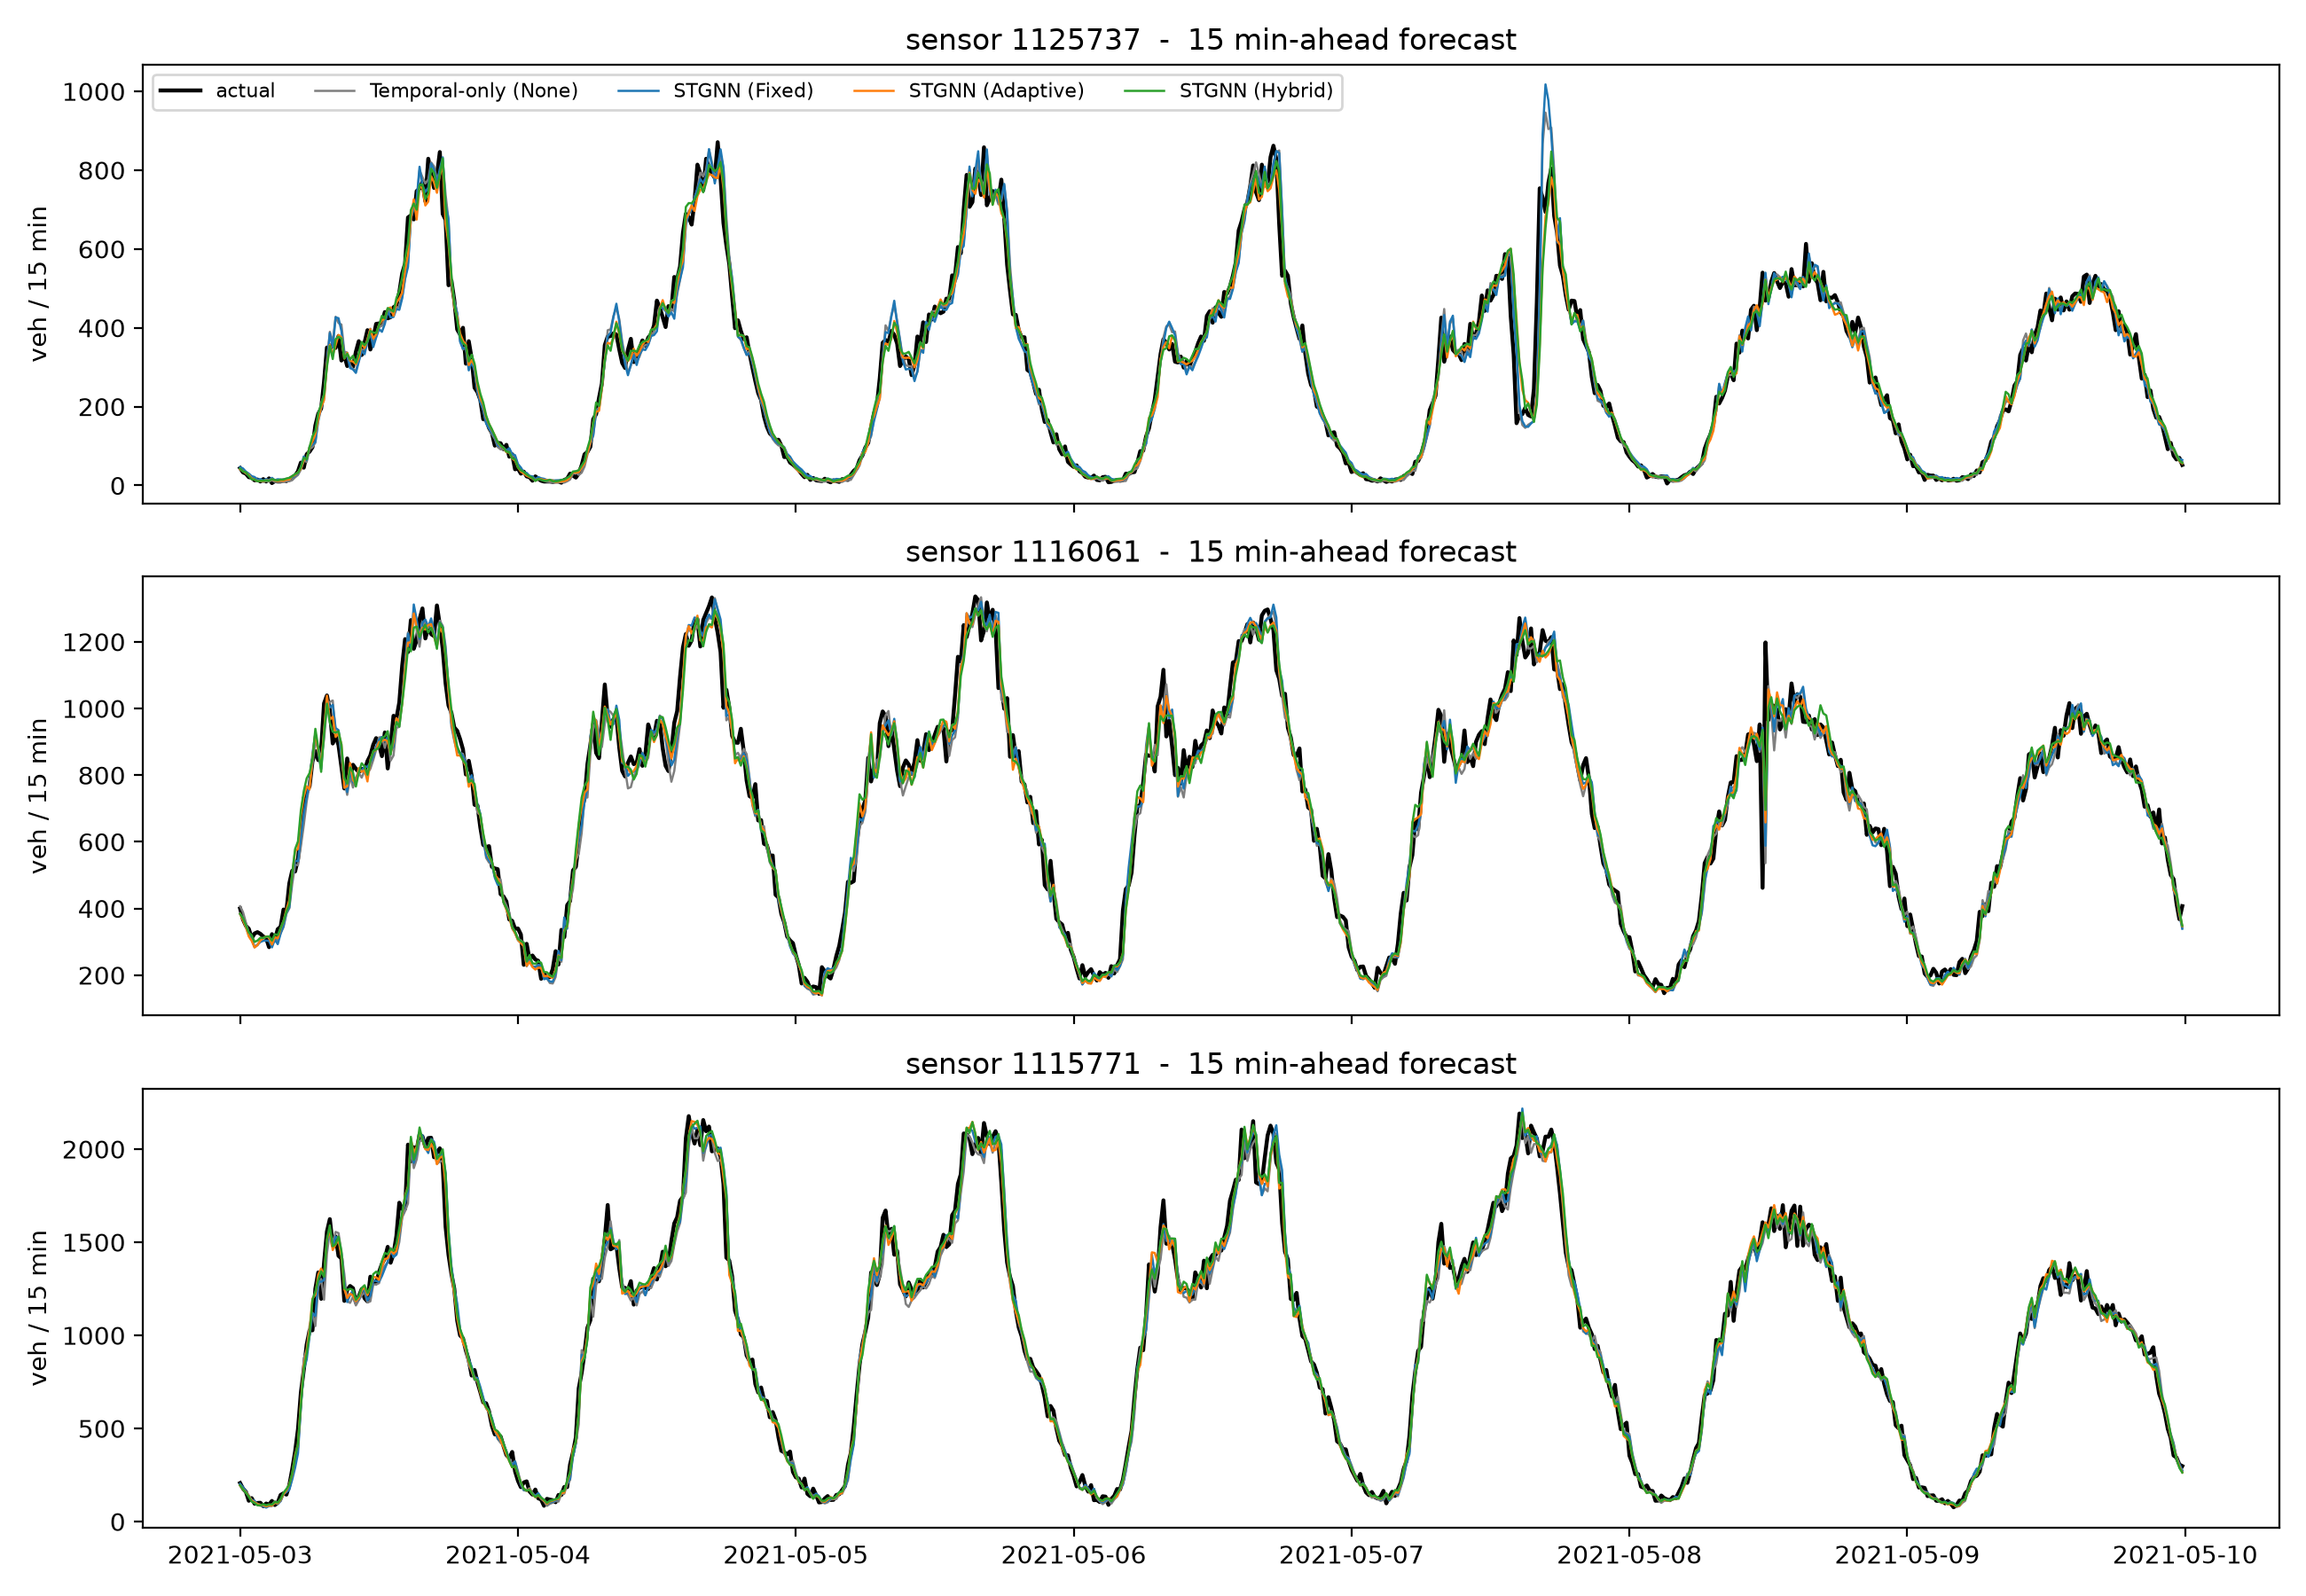 sensor 1125737 - 15 min-ahead forecast
actual Temporal-only (None) STGNN (Fixed) STGNN (Adaptive) STGNN (Hybrid)
1000
800
600
400
200
0
veh / 15 min
sensor 1116061 - 15 min-ahead forecast
1200
1000
800
600
400
200
veh / 15 min
sensor 1115771 - 15 min-ahead forecast
2000
1500
1000
500
0
veh / 15 min
2021-05-03 2021-05-04 2021-05-05 2021-05-06 2021-05-07 2021-05-08 2021-05-09 2021-05-10